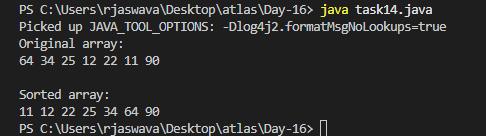 PS C:\Users\rjaswava\Desktop\atlas\Day-16> java task14.java
Picked up JAVA_TOOL_OPTIONS: -Dlog4j2.formatMsgNoLookups=true
Original array:
64 34 25 12 22 11 90
Sorted array:
11 12 22 25 34 64 90
PS C:\Users\rjaswava\Desktop\atlas\Day-16>